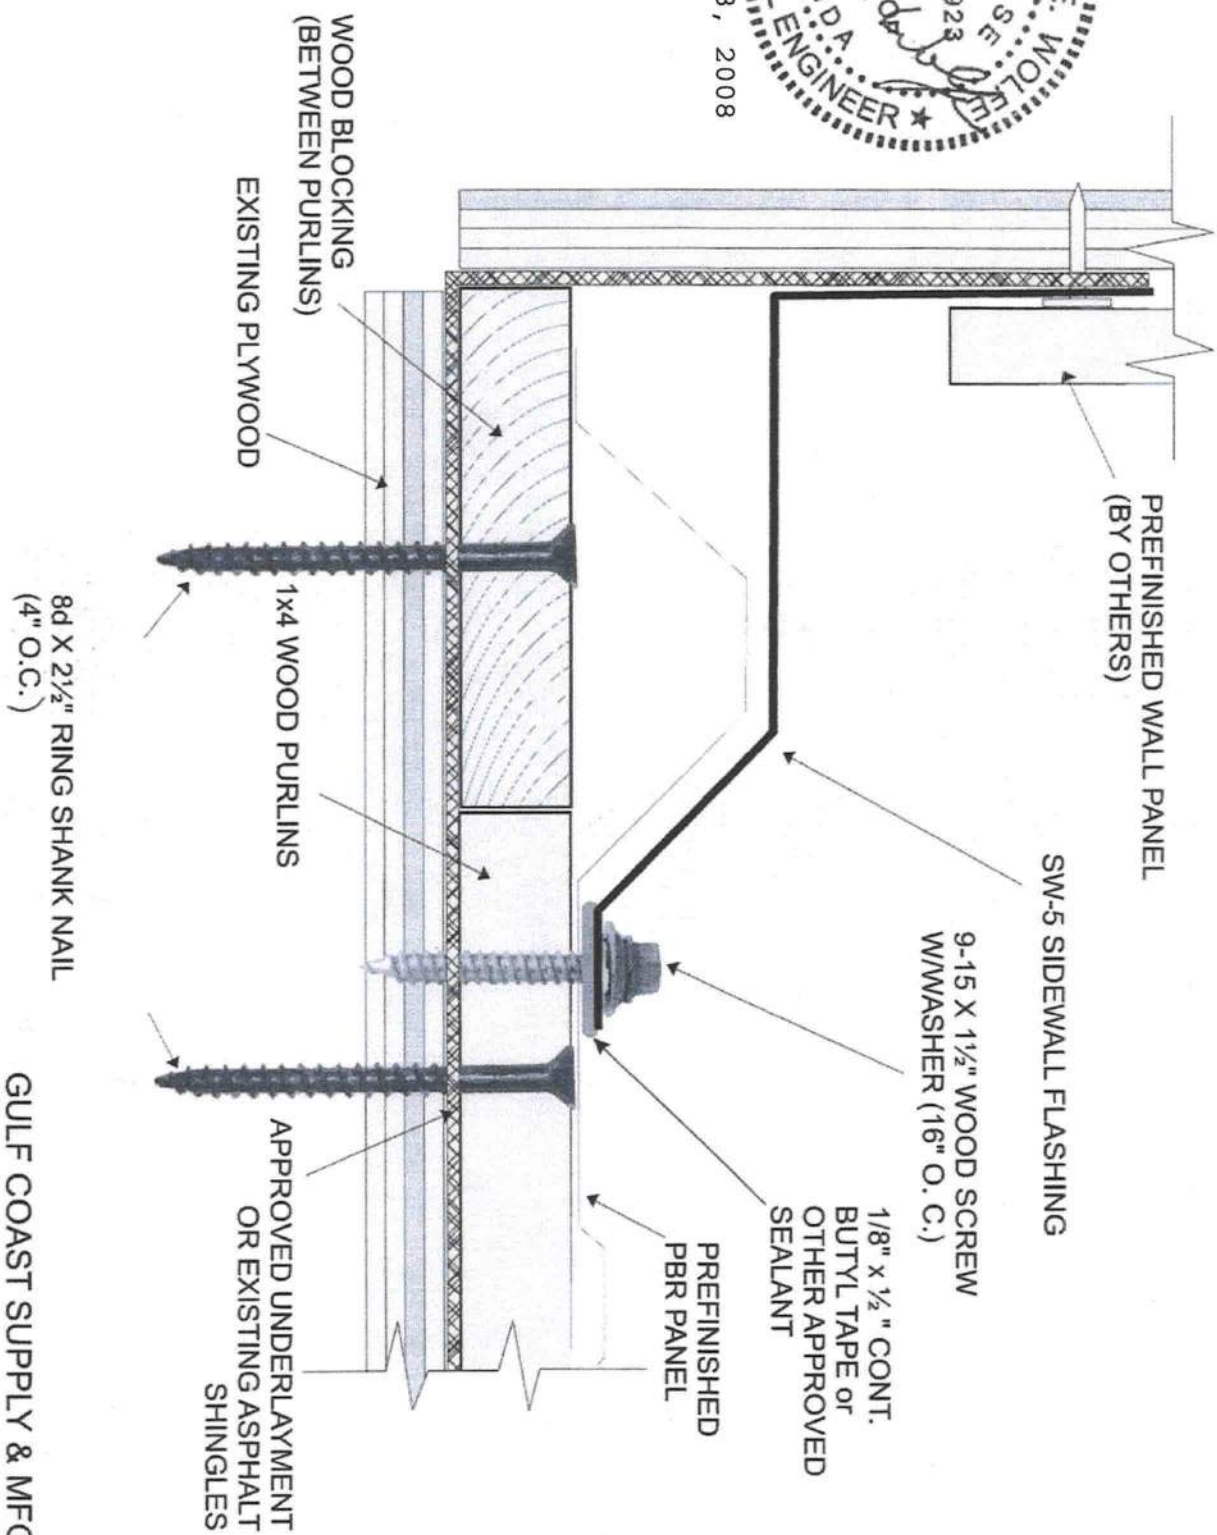 3, 2008
923
ENGINEER ★
PREFINISHED WALL PANEL
(BY OTHERS)
SW-5 SIDEWALL FLASHING
9-15 X 1½" WOOD SCREW
W/WASHER (16" O. C.)
1/8" x ½" CONT.
BUTYL TAPE or
OTHER APPROVED
SEALANT
PREFINISHED
PBR PANEL
WOOD BLOCKING
(BETWEEN PURLINS)
EXISTING PLYWOOD
1x4 WOOD PURLINS
8d X 2½" RING SHANK NAIL
(4" O.C.)
APPROVED UNDERLAYMENT
OR EXISTING ASPHALT
SHINGLES
GULF COAST SUPPLY & MFG